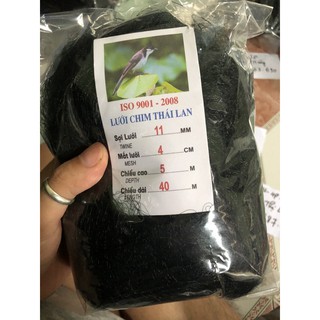 ISO 9001 - 2008
LƯỚI CHIM THÁI LAN
Sợi Lưới 11 MM
TWINE
Mắt lưới 4 CM
MESH
Chiều cao 5 M
DEPTH
Chiều dài 40 M
LENGTH